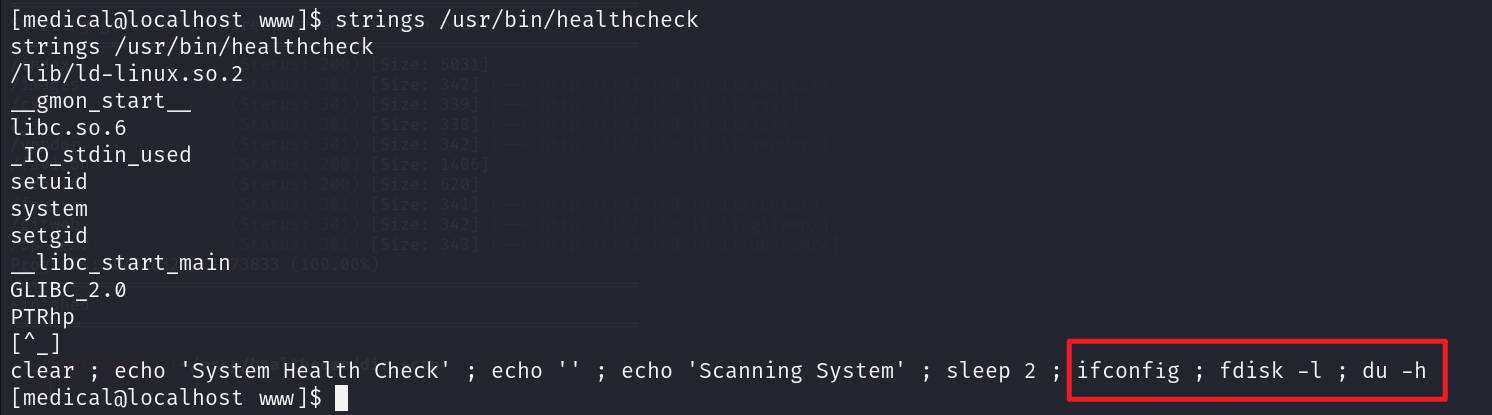 [medical@localhost www]$ strings /usr/bin/healthcheck
strings /usr/bin/healthcheck
/lib/ld-linux.so.2
__gmon_start__
libc.so.6
_IO_stdin_used
setuid
system
setgid
__libc_start_main
GLIBC_2.0
PTRhp
[^_]
clear ; echo 'System Health Check' ; echo '' ; echo 'Scanning System' ; sleep 2 ; ifconfig ; fdisk -l ; du -h
[medical@localhost www]$